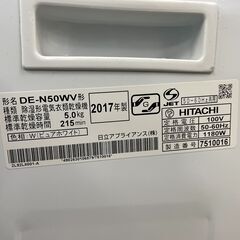 形名 DE-N50WV形
種類 除湿形電気衣類乾燥機
標準乾燥容量 5.0kg
標準乾燥時間 215min
色相 W(ピュアホワイト)
2017年製
日立アプライアンス(株)
JET
HITACHI
定格電圧 100V
定格周波数 50-60Hz
定格消費電力 1180W
製造番号 7510016